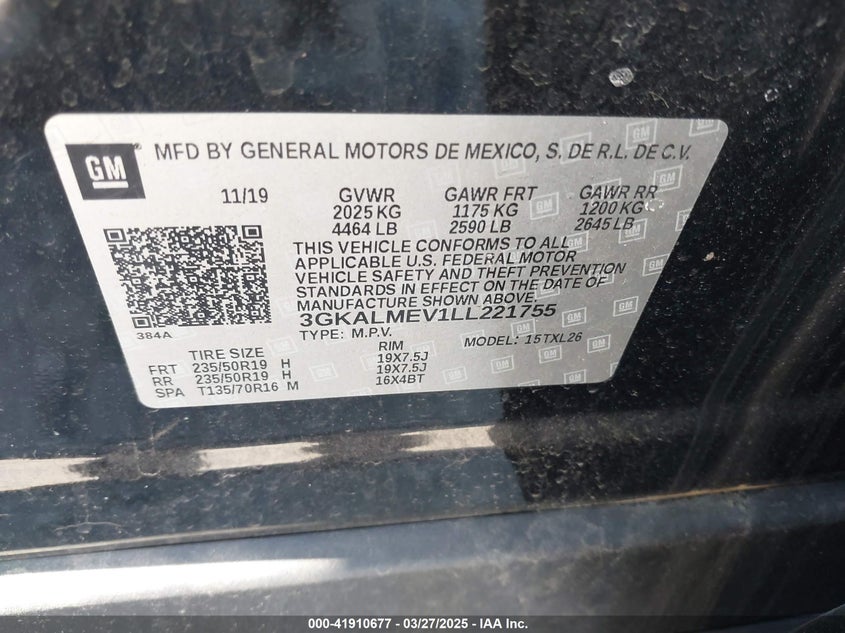 GM
MFD BY GENERAL MOTORS DE MEXICO, S. DE R.L. DE C.V.
11/19 GVWR GAWR FRT GAWR RR
2025 KG 1175 KG 1200 KG
4464 LB 2590 LB 2645 LB
THIS VEHICLE CONFORMS TO ALL
APPLICABLE U.S. FEDERAL MOTOR
VEHICLE SAFETY AND THEFT PREVENTION
STANDARDS IN EFFECT ON THE DATE OF
MANUFACTURE SHOWN ABOVE.
384A
3GKALMEV1LL221755
TYPE: M.P.V. MODEL: 15TXL26
TIRE SIZE RIM
FRT 235/50R19 H 19X7.5J
RR 235/50R19 H 19X7.5J
SPA T135/70R16 M 16X4BT
000-41910677 - 03/27/2025 - IAA Inc.